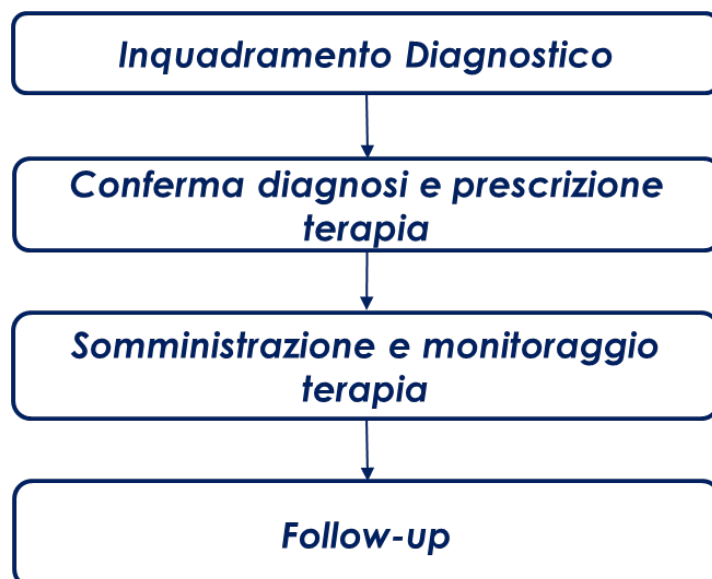 Inquadramento Diagnostico
Conferma diagnosi e prescrizione
terapia
Somministrazione e monitoraggio
terapia
Follow-up